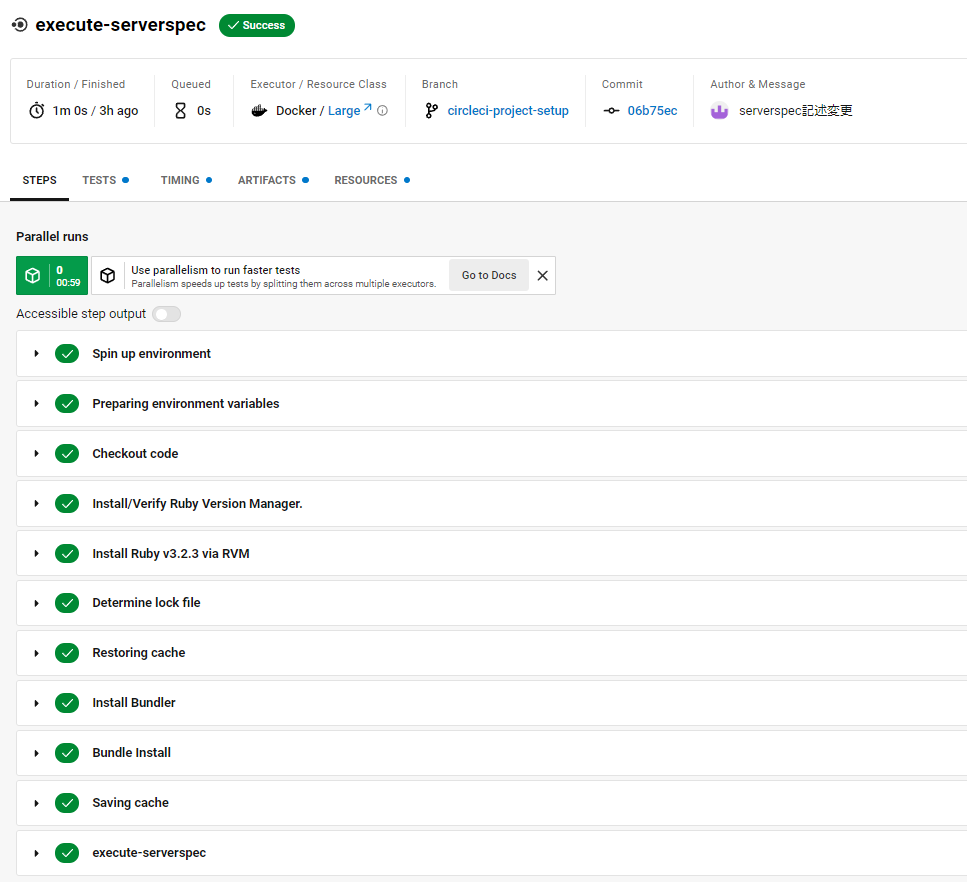 execute-serverspec Success
Duration / Finished Queued Executor / Resource Class Branch Commit Author & Message
1m 0s / 3h ago 0s Docker / Large circleci-project-setup 06b75ec serverspec記述変更
STEPS TESTS TIMING ARTIFACTS RESOURCES
Parallel runs
0
00:59
Use parallelism to run faster tests
Parallelism speeds up tests by splitting them across multiple executors.
Go to Docs
Accessible step output
Spin up environment
Preparing environment variables
Checkout code
Install/Verify Ruby Version Manager.
Install Ruby v3.2.3 via RVM
Determine lock file
Restoring cache
Install Bundler
Bundle Install
Saving cache
execute-serverspec